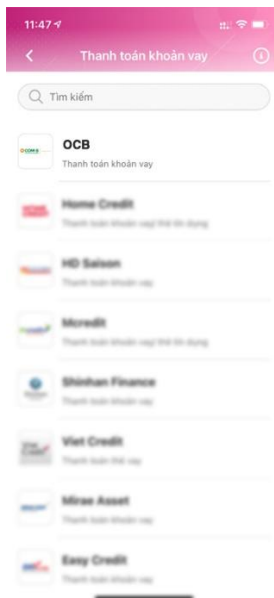 11:47
Thanh toán khoản vay
Tìm kiếm
OCB
Thanh toán khoản vay
Home Credit
Thanh toán khoản vay/ thẻ tín dụng
HD Saison
Thanh toán khoản vay
Mcredit
Thanh toán khoản vay/ thẻ tín dụng
Shinhan Finance
Thanh toán khoản vay
Viet Credit
Thanh toán thẻ vay
Mirae Asset
Thanh toán khoản vay
Easy Credit
Thanh toán khoản vay